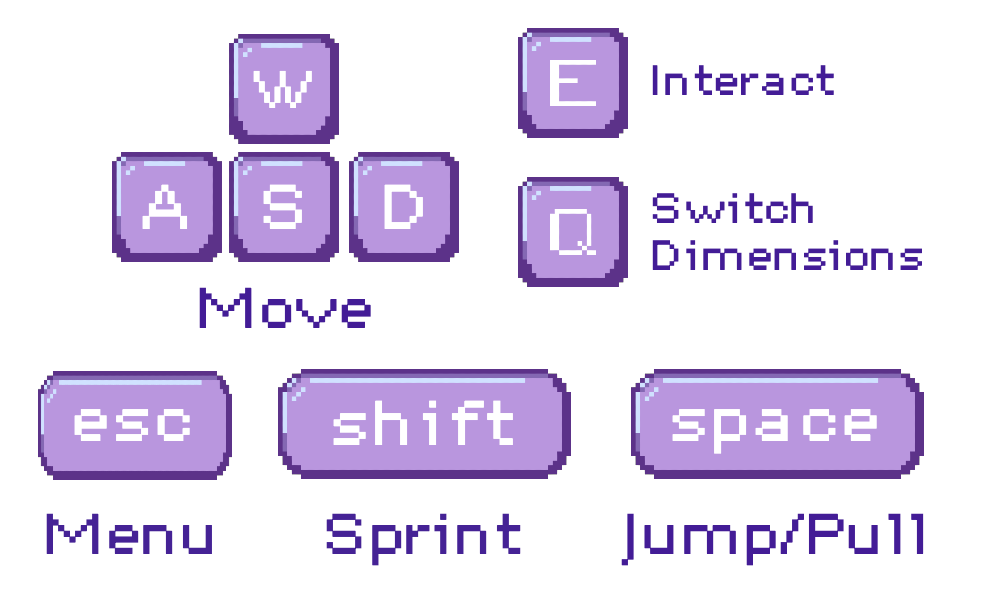 W
A S D
Move
E Interact
Q Switch
Dimensions
esc shift space
Menu Sprint Jump/Pull